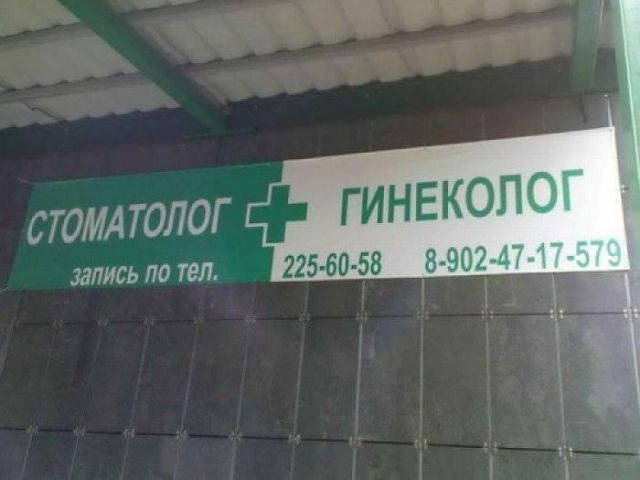 СТОМАТОЛОГ
запись по тел.
ГИНЕКОЛОГ
225-60-58 8-902-47-17-579